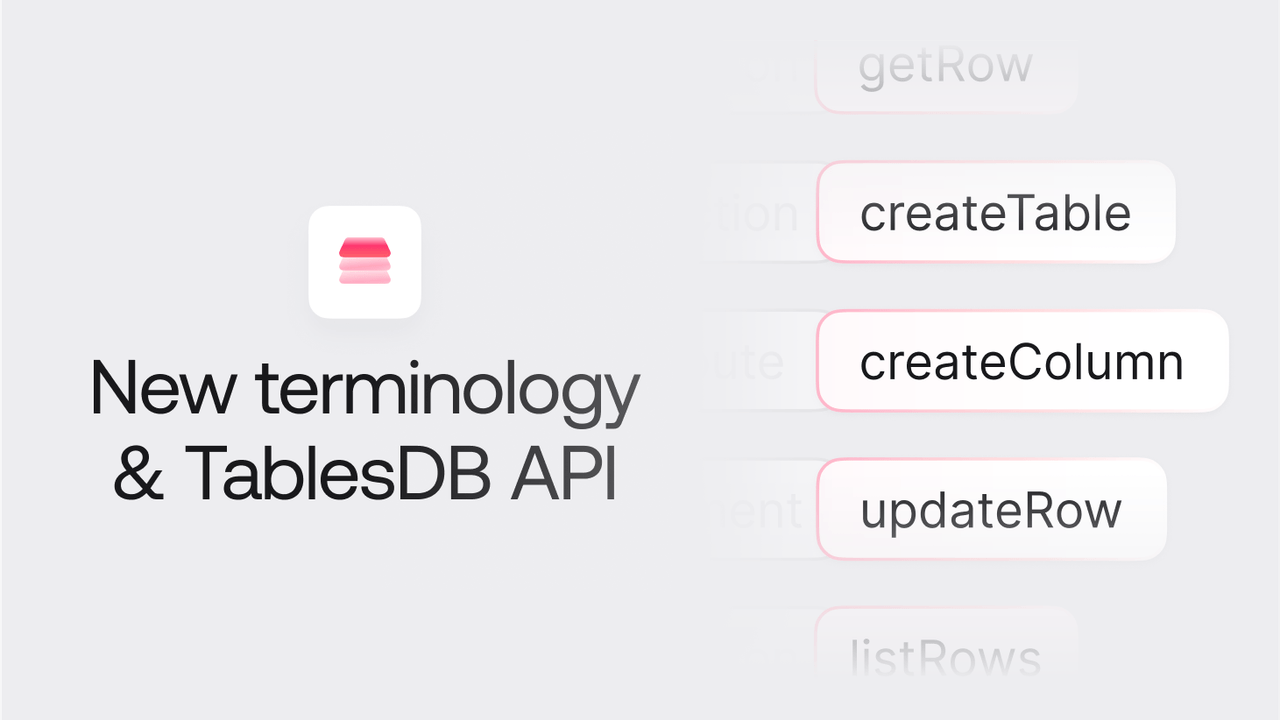 New terminology
& TablesDB API
getRow
createTable
createColumn
updateRow
listRows